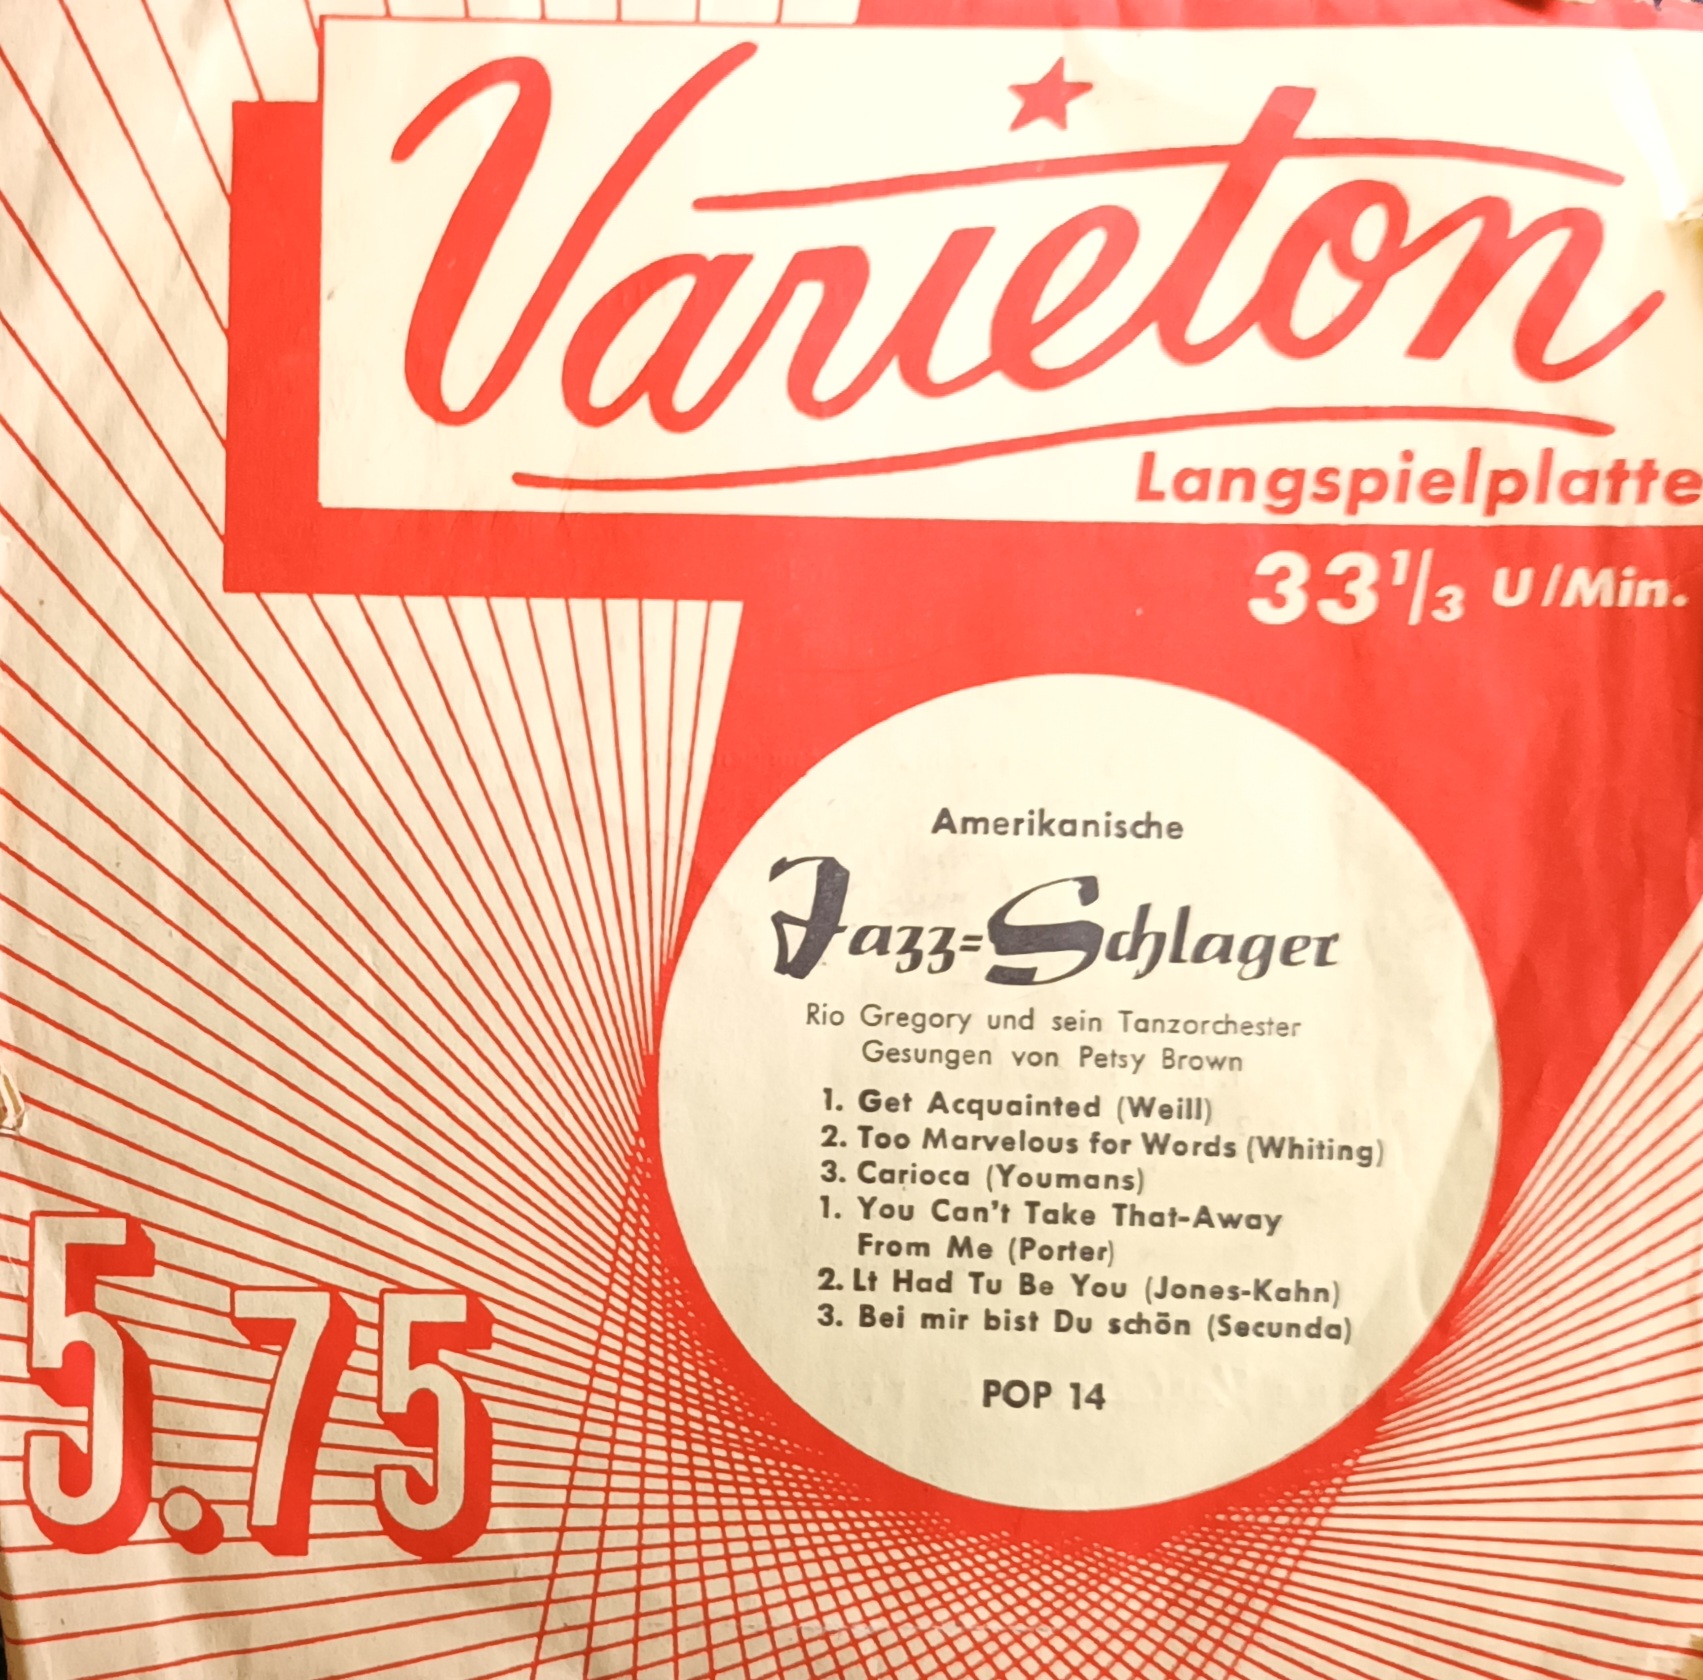 Varieton
Langspielplatte
33 1/3 U/Min.
Amerikanische
Jazz=Schlager
Rio Gregory und sein Tanzorchester
Gesungen von Petsy Brown
1. Get Acquainted (Weill)
2. Too Marvelous for Words (Whiting)
3. Carioca (Youmans)
1. You Can't Take That-Away
From Me (Porter)
2. Lt Had Tu Be You (Jones-Kahn)
3. Bei mir bist Du schön (Secunda)
POP 14
5.75